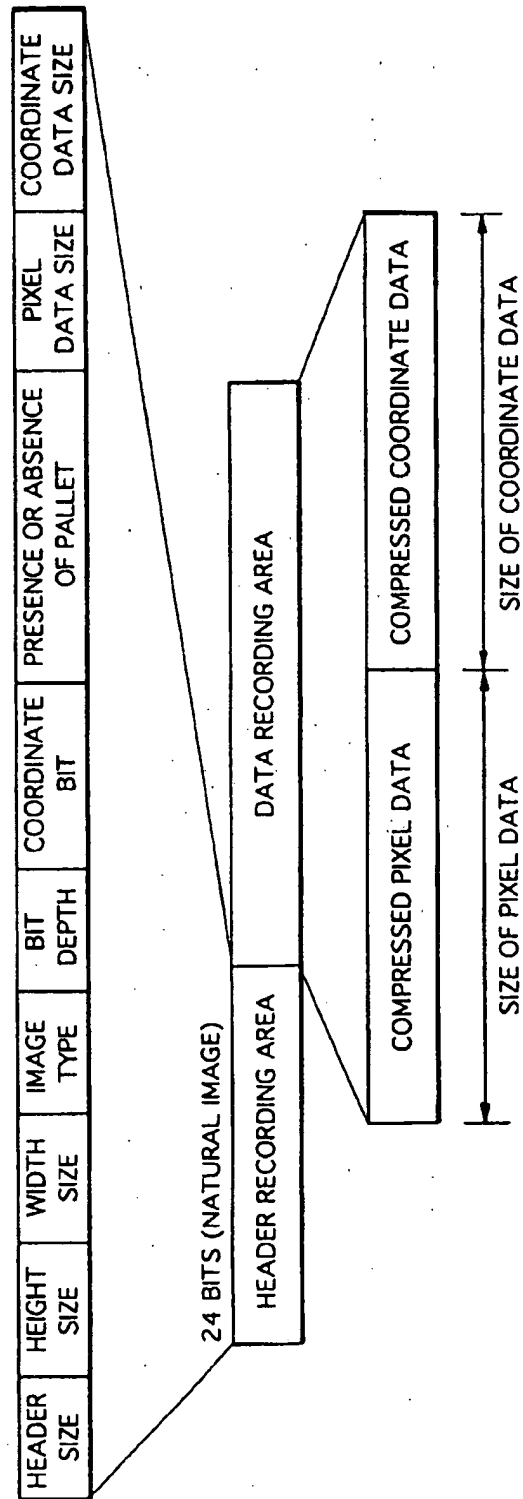 HEADER
SIZE
HEIGHT
SIZE
WIDTH
SIZE
IMAGE
TYPE
BIT
DEPTH
COORDINATE
BIT
PRESENCE OR ABSENCE
OF PALLET
PIXEL
DATA SIZE
COORDINATE
DATA SIZE
24 BITS (NATURAL IMAGE)
HEADER RECORDING AREA
DATA RECORDING AREA
COMPRESSED PIXEL DATA
COMPRESSED COORDINATE DATA
SIZE OF PIXEL DATA
SIZE OF COORDINATE DATA